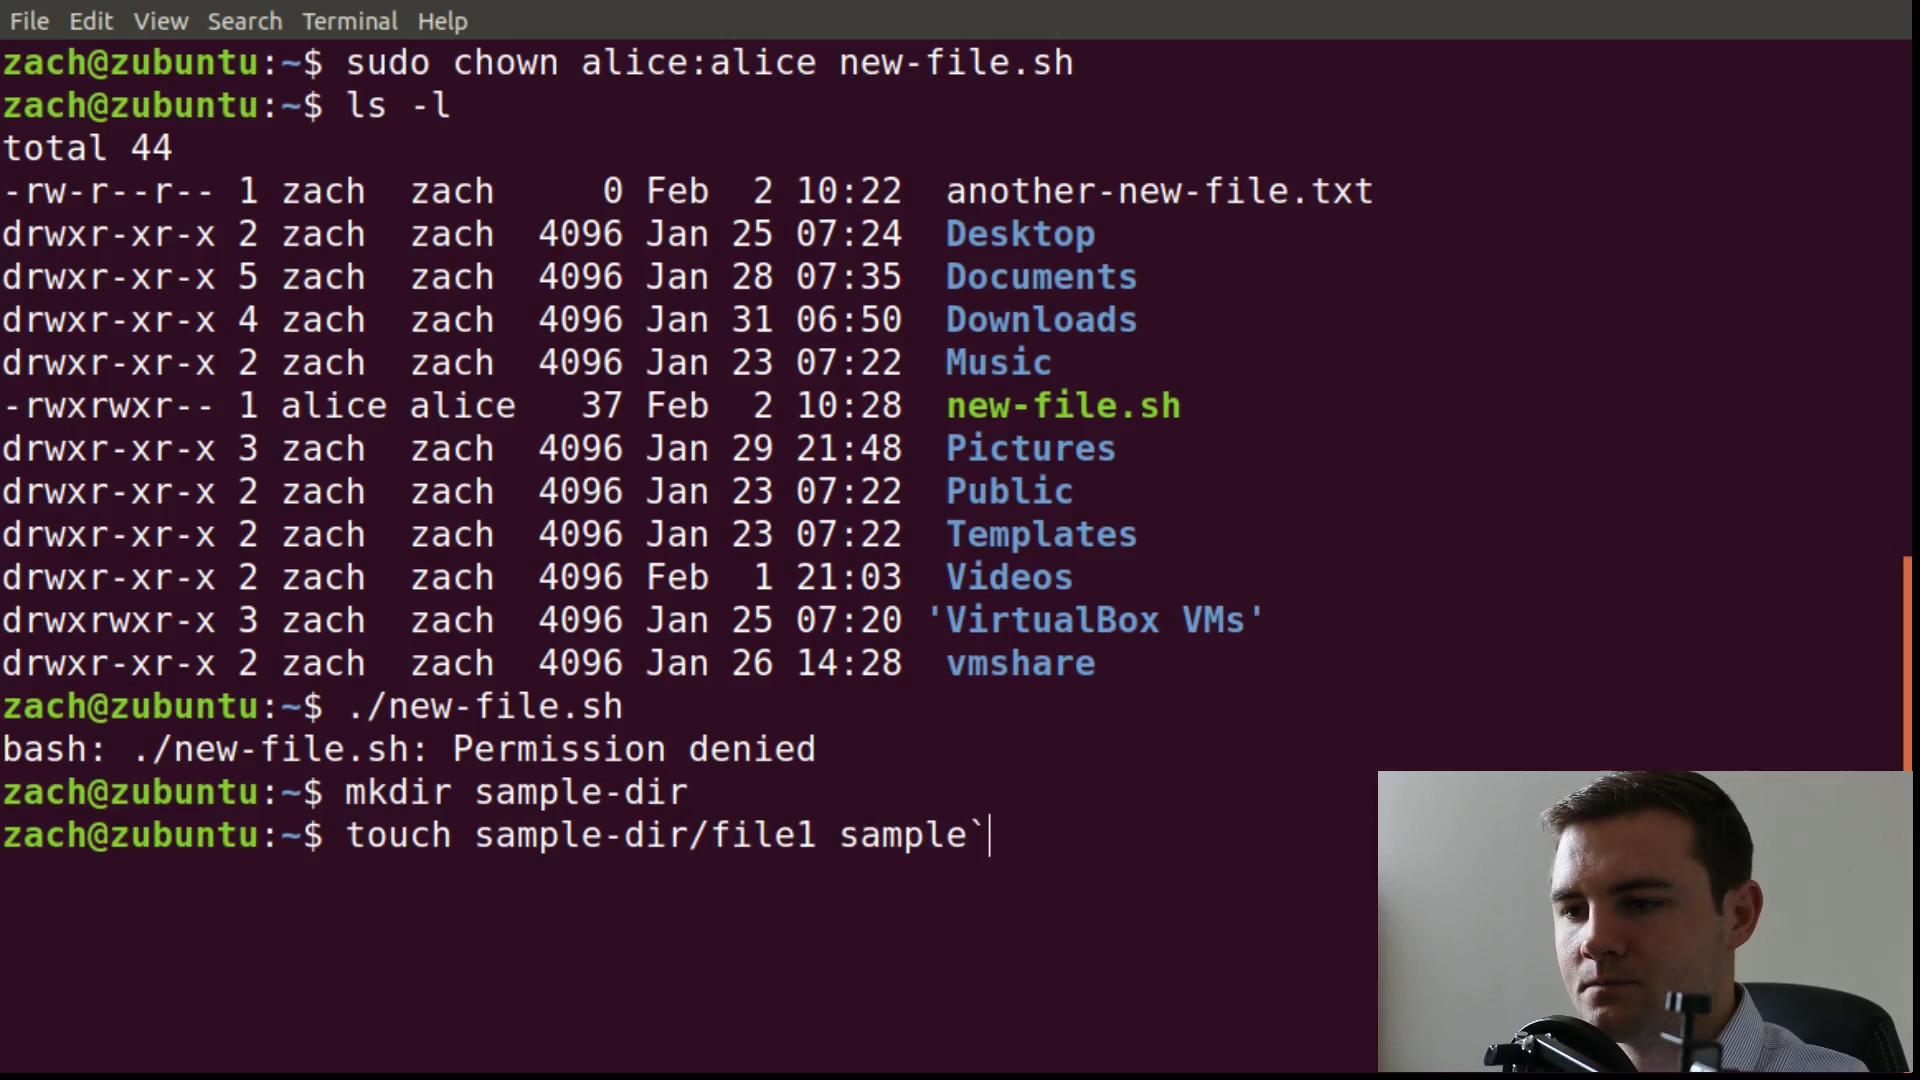 File Edit View Search Terminal Help
zach@zubuntu:~$ sudo chown alice:alice new-file.sh
zach@zubuntu:~$ ls -l
total 44
-rw-r--r-- 1 zach  zach     0 Feb  2 10:22  another-new-file.txt
drwxr-xr-x 2 zach  zach  4096 Jan 25 07:24  Desktop
drwxr-xr-x 5 zach  zach  4096 Jan 28 07:35  Documents
drwxr-xr-x 4 zach  zach  4096 Jan 31 06:50  Downloads
drwxr-xr-x 2 zach  zach  4096 Jan 23 07:22  Music
-rwxrwxr-- 1 alice alice   37 Feb  2 10:28  new-file.sh
drwxr-xr-x 3 zach  zach  4096 Jan 29 21:48  Pictures
drwxr-xr-x 2 zach  zach  4096 Jan 23 07:22  Public
drwxr-xr-x 2 zach  zach  4096 Jan 23 07:22  Templates
drwxr-xr-x 2 zach  zach  4096 Feb  1 21:03  Videos
drwxrwxr-x 3 zach  zach  4096 Jan 25 07:20 'VirtualBox VMs'
drwxr-xr-x 2 zach  zach  4096 Jan 26 14:28  vmshare
zach@zubuntu:~$ ./new-file.sh
bash: ./new-file.sh: Permission denied
zach@zubuntu:~$ mkdir sample-dir
zach@zubuntu:~$ touch sample-dir/file1 sample`